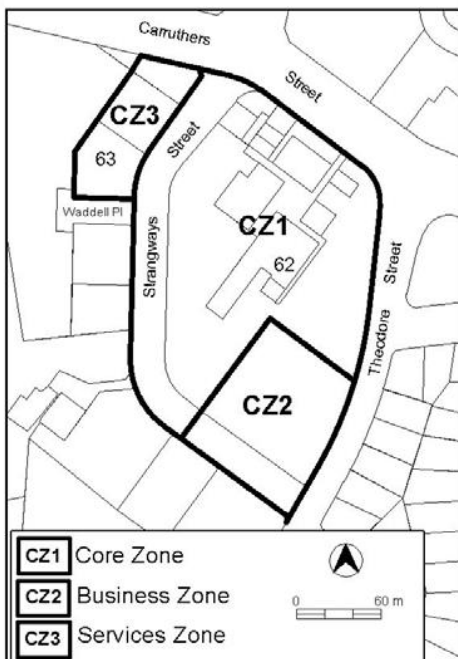 Carruthers
Street
CZ3
Street
63
Waddell Pl
CZ1
62
Strangways
Street
Theodore
CZ2
CZ1 Core Zone
CZ2 Business Zone
CZ3 Services Zone
0 60 m